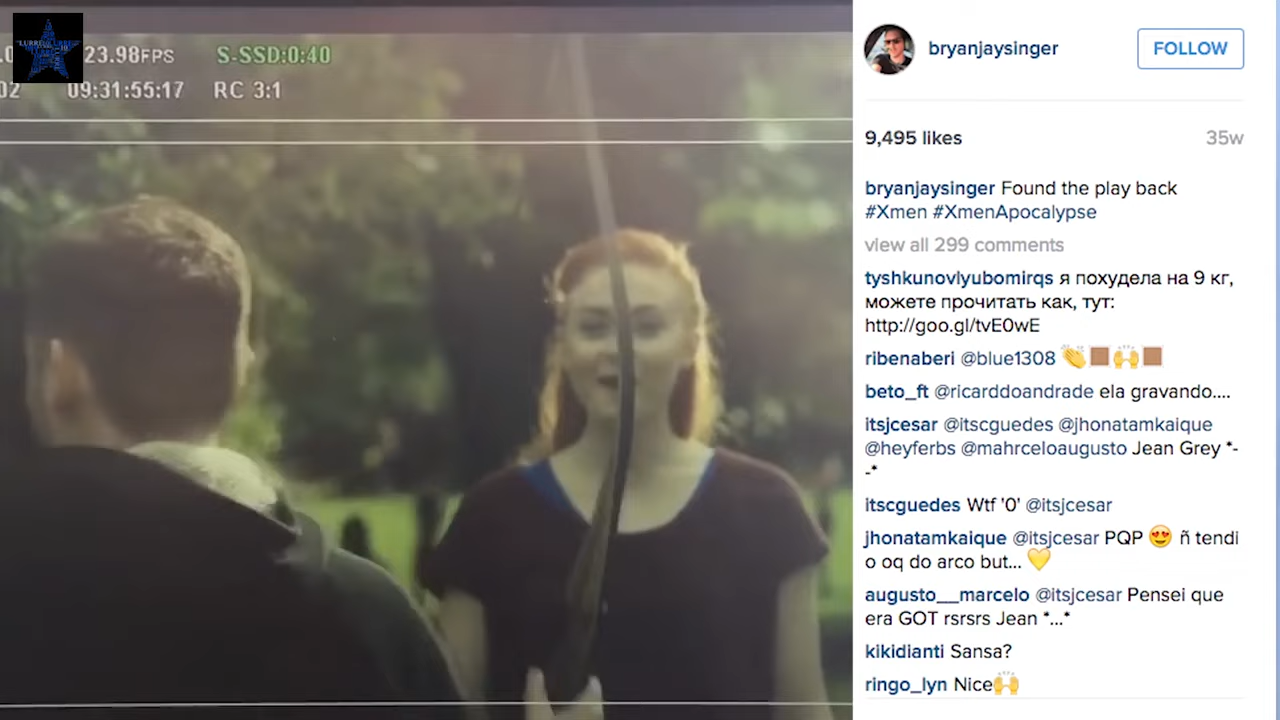 23.98FPS S-SSD:0:40
02 09:31:55:17 RC 3:1
bryanjaysinger FOLLOW
9,495 likes 35w
bryanjaysinger Found the play back
#Xmen #XmenApocalypse
view all 299 comments
tyshkunovlyubomirqs я похудела на 9 кг,
можете прочитать как, тут:
http://goo.gl/tvE0wE
ribenaberi @blue1308 👏🏽🙌🏽
beto_ft @ricarddoandrade ela gravando....
itsjcesar @itscguedes @jhonatamkaique
@heyferbs @mahrceloaugusto Jean Grey *-
-*
itscguedes Wtf '0' @itsjcesar
jhonatamkaique @itsjcesar PQP 😍 ñ tendi
o oq do arco but... 💛
augusto__marcelo @itsjcesar Pensei que
era GOT rsrsrs Jean *...*
kikidianti Sansa?
ringo_lyn Nice🙌